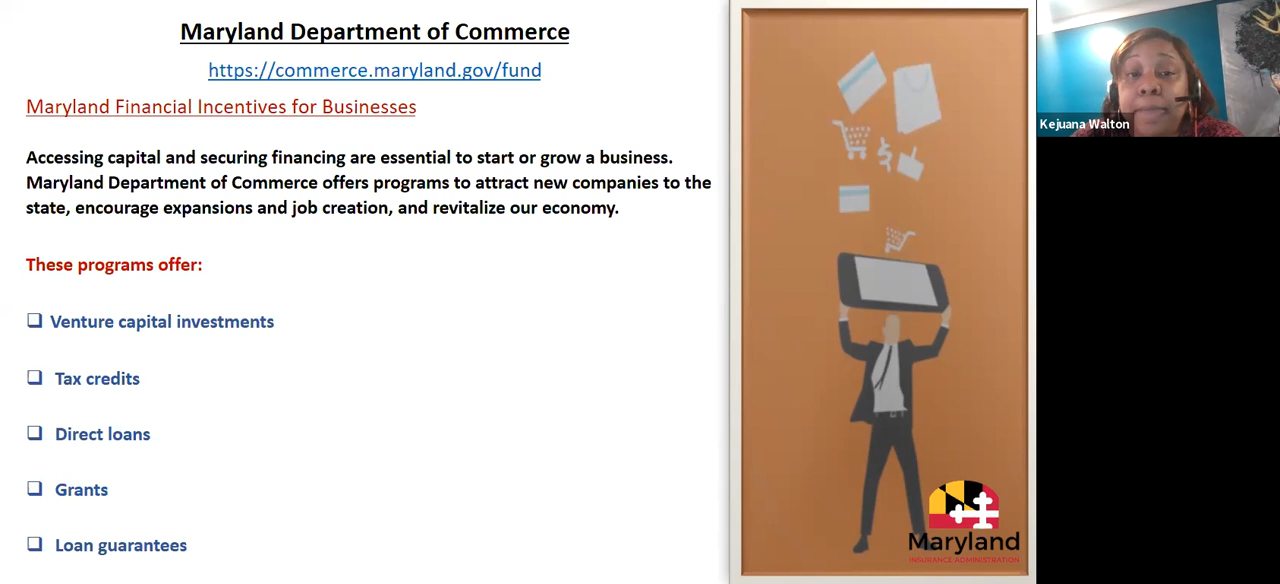 Maryland Department of Commerce
https://commerce.maryland.gov/fund
Maryland Financial Incentives for Businesses
Accessing capital and securing financing are essential to start or grow a business.
Maryland Department of Commerce offers programs to attract new companies to the
state, encourage expansions and job creation, and revitalize our economy.
These programs offer:
Venture capital investments
Tax credits
Direct loans
Grants
Loan guarantees
$
Maryland
INSURANCE ADMINISTRATION
Kejuana Walton